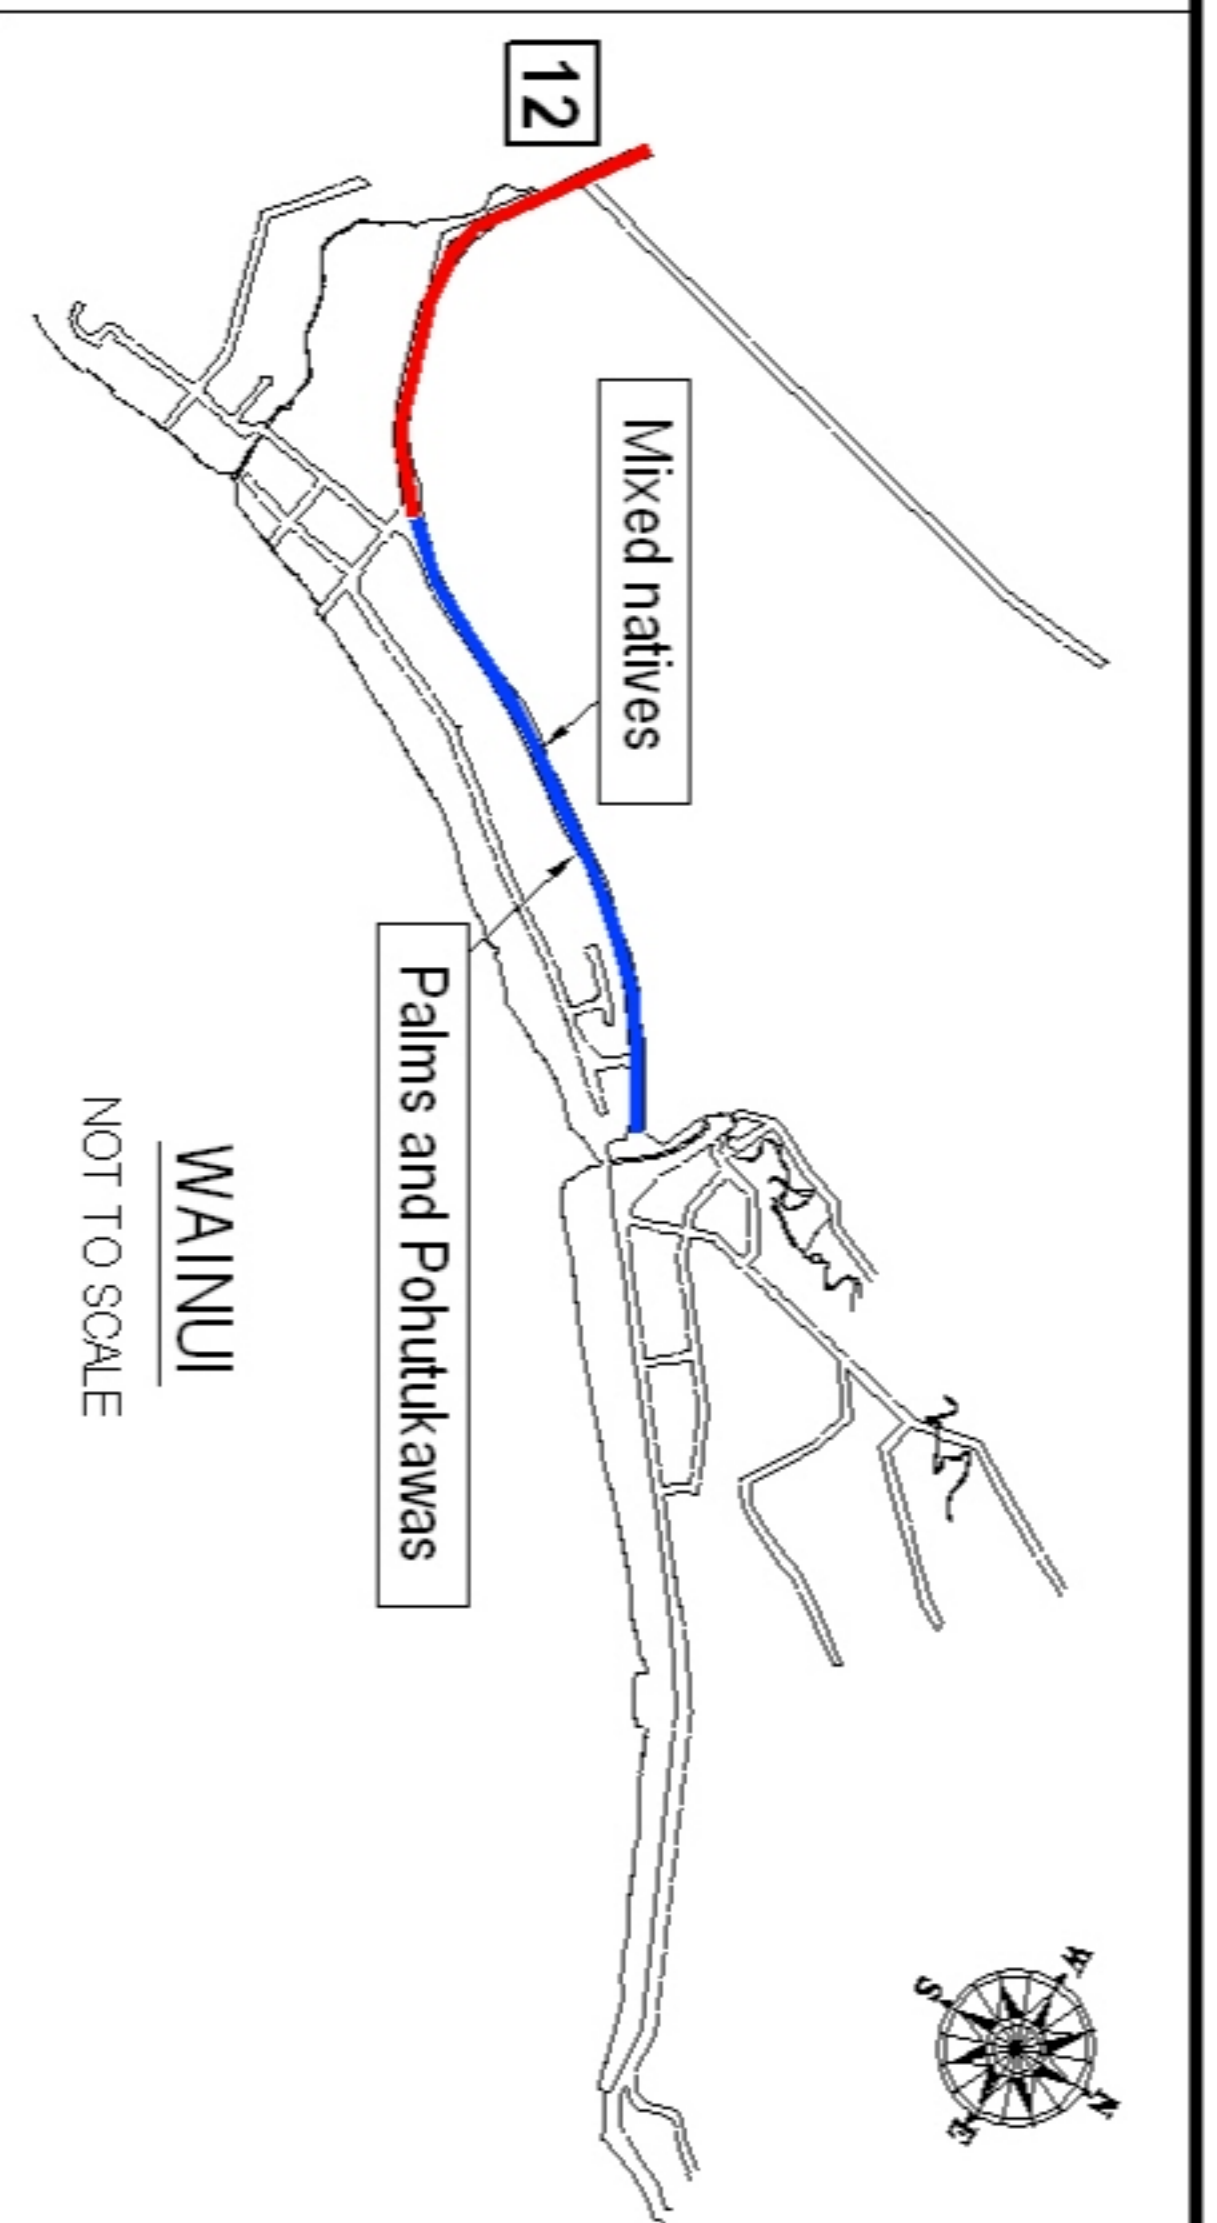 12
Mixed natives
Palms and Pohutukawas
WAINUI
NOT TO SCALE
W
N
S
E